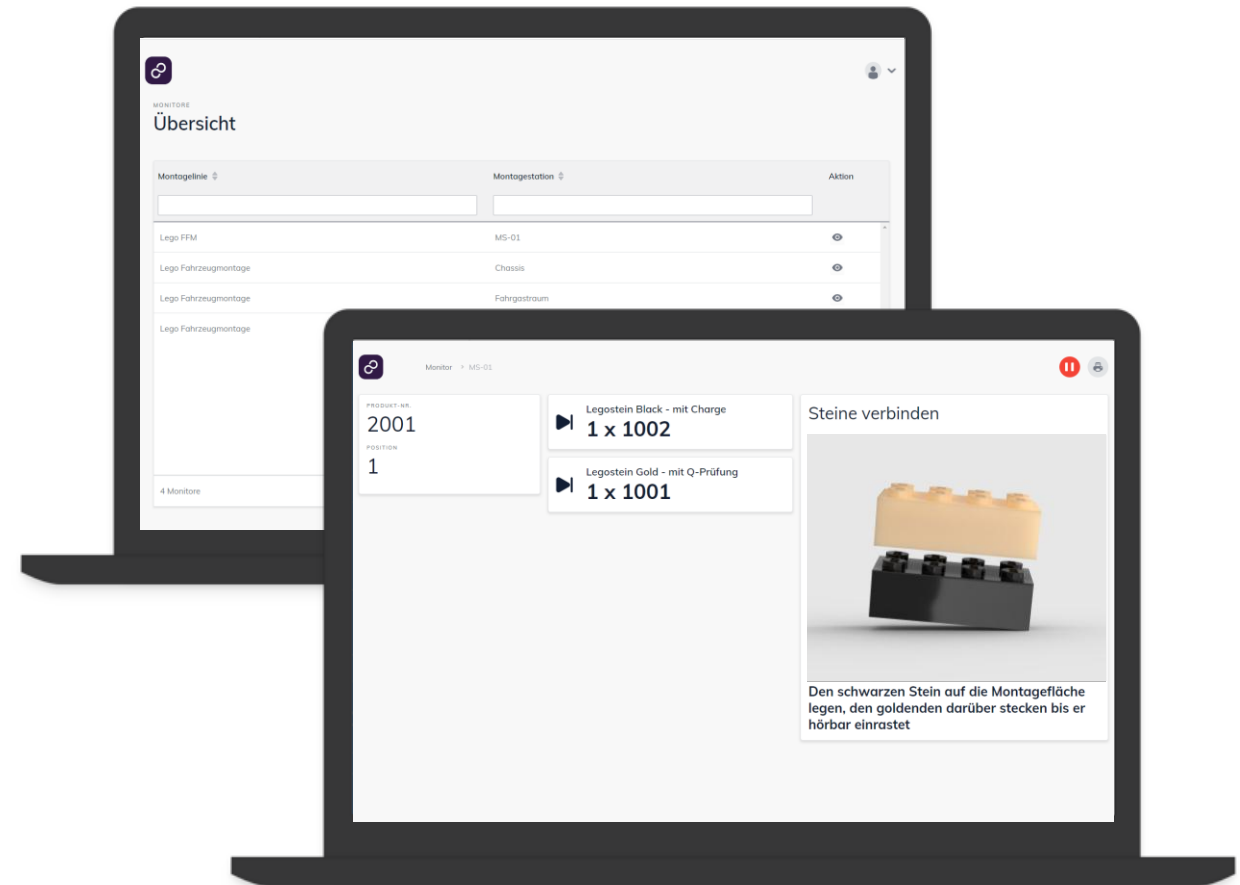 MONITORE
Übersicht
Montagelinie Montagestation Aktion
Lego FFM MS-01
Lego Fahrzeugmontage Chassis
Lego Fahrzeugmontage Fahrgastraum
Lego Fahrzeugmontage
4 Monitore
Monitor > MS-01
PRODUKT-NR.
2001
POSITION
1
Legostein Black - mit Charge
1 x 1002
Legostein Gold - mit Q-Prüfung
1 x 1001
Steine verbinden
Den schwarzen Stein auf die Montagefläche
legen, den goldenden darüber stecken bis er
hörbar einrastet